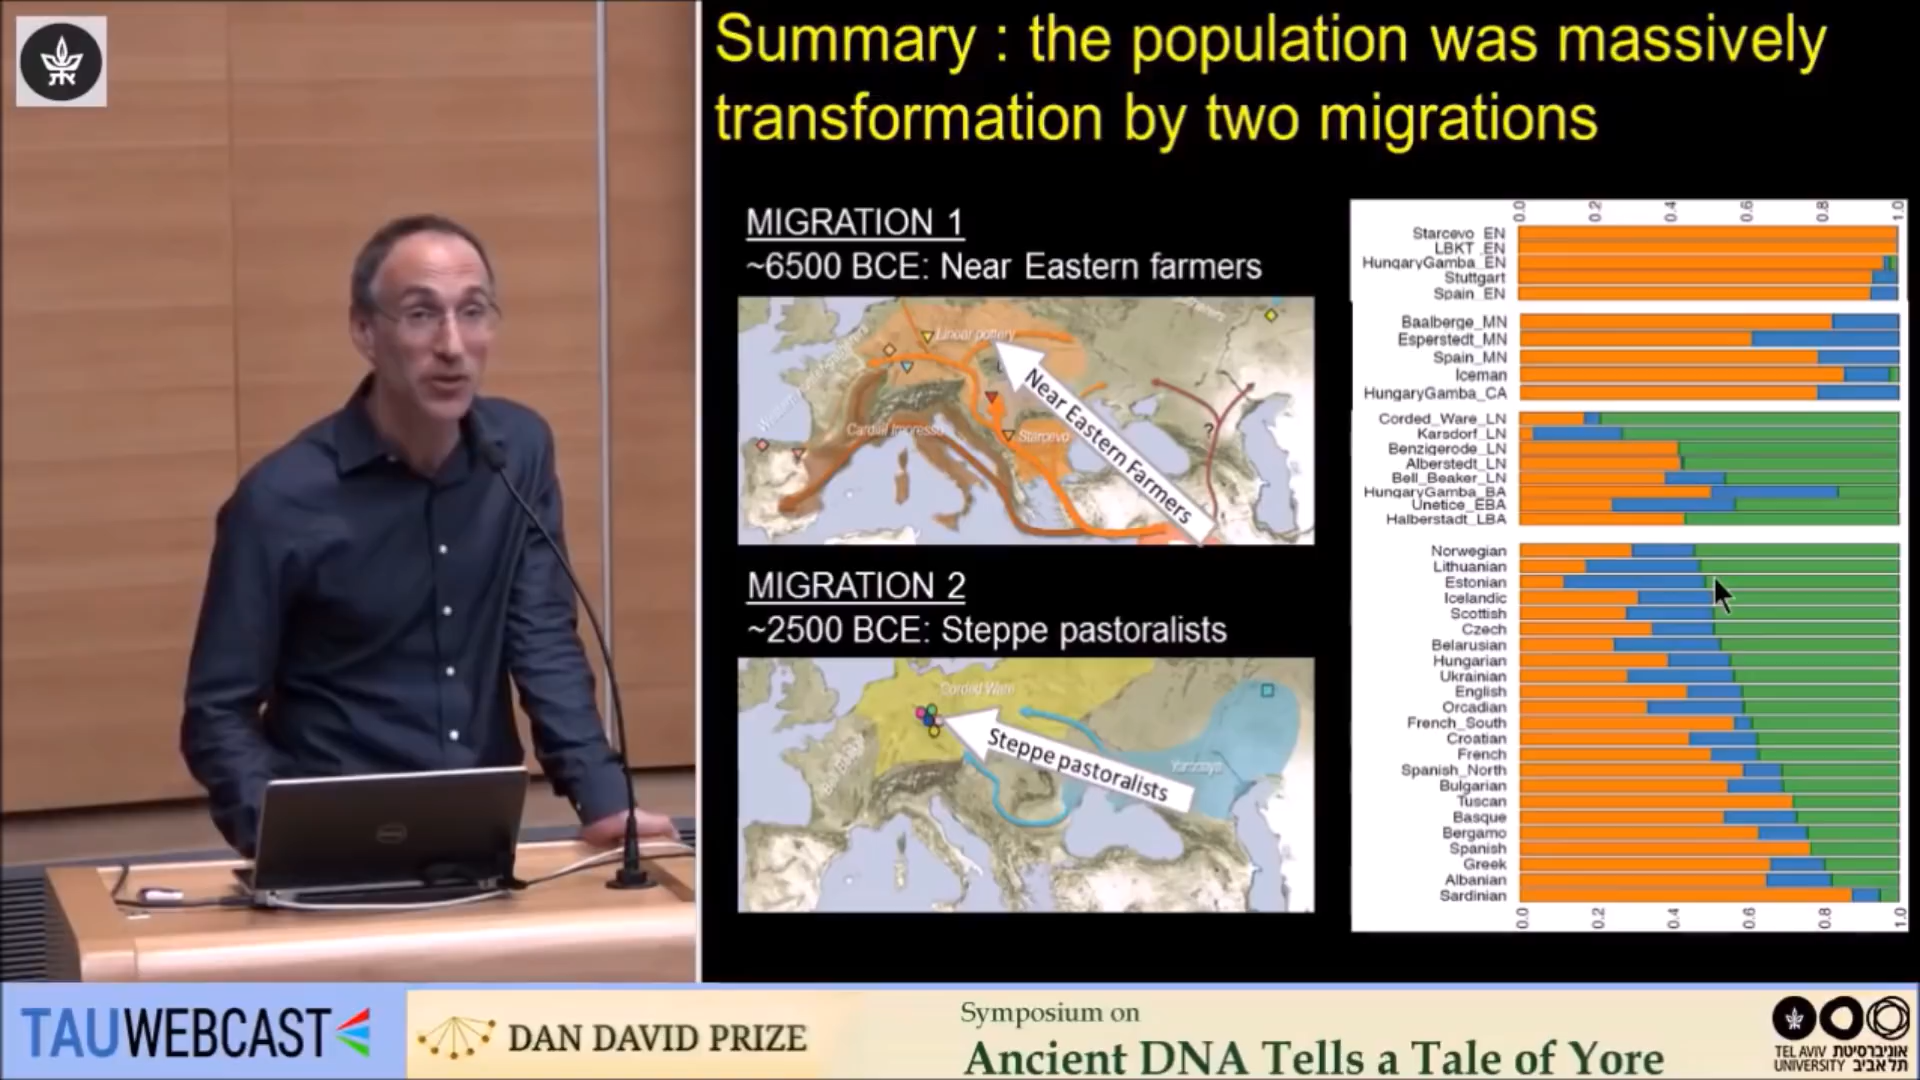 Summary : the population was massively
transformation by two migrations
MIGRATION 1
~6500 BCE: Near Eastern farmers
Linear pottery
Cardial Impresso
Starcevo
?
Near Eastern Farmers
MIGRATION 2
~2500 BCE: Steppe pastoralists
Corded Ware
Bell Beaker
Yamnaya
Steppe pastoralists
0.0 0.2 0.4 0.6 0.8 1.0
Starcevo_EN
LBKT_EN
HungaryGamba_EN
Stuttgart
Spain_EN
Baalberge_MN
Esperstedt_MN
Spain_MN
Iceman
HungaryGamba_CA
Corded_Ware_LN
Karsdorf_LN
Benzigerode_LN
Alberstedt_LN
Bell_Beaker_LN
HungaryGamba_BA
Unetice_EBA
Halberstadt_LBA
Norwegian
Lithuanian
Estonian
Icelandic
Scottish
Czech
Belarusian
Hungarian
Ukrainian
English
Orcadian
French_South
Croatian
French
Spanish_North
Bulgarian
Tuscan
Basque
Bergamo
Spanish
Greek
Albanian
Sardinian
0.0 0.2 0.4 0.6 0.8 1.0
DELL
TAUWEBCAST
DAN DAVID PRIZE
Symposium on
Ancient DNA Tells a Tale of Yore
TEL AVIV אוניברסיטת
UNIVERSITY תל אביב